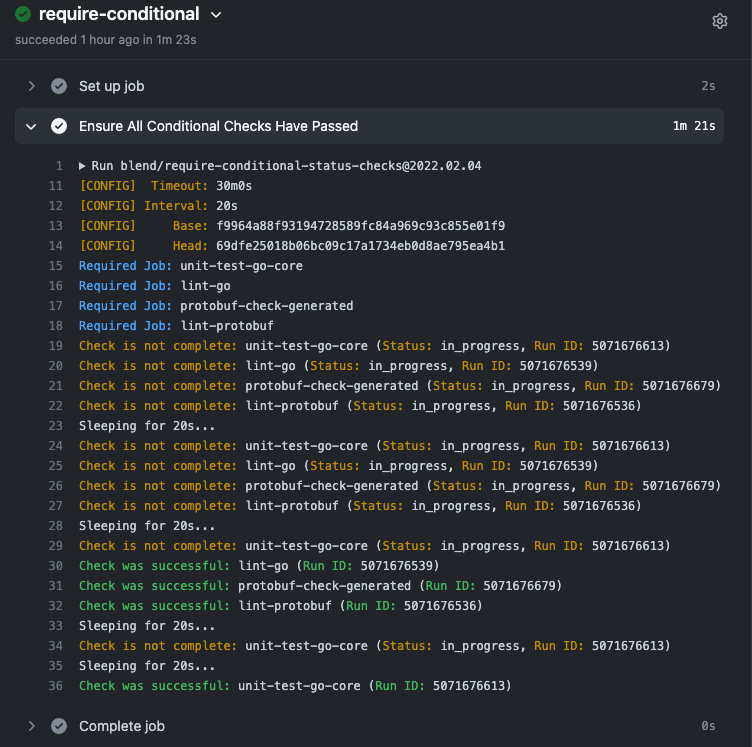 require-conditional
succeeded 1 hour ago in 1m 23s
Set up job 2s
Ensure All Conditional Checks Have Passed 1m 21s
1 Run blend/require-conditional-status-checks@2022.02.04
11 [CONFIG] Timeout: 30m0s
12 [CONFIG] Interval: 20s
13 [CONFIG] Base: f9964a88f93194728589fc84a969c93c855e01f9
14 [CONFIG] Head: 69dfe25018b06bc09c17a1734eb0d8ae795ea4b1
15 Required Job: unit-test-go-core
16 Required Job: lint-go
17 Required Job: protobuf-check-generated
18 Required Job: lint-protobuf
19 Check is not complete: unit-test-go-core (Status: in_progress, Run ID: 5071676613)
20 Check is not complete: lint-go (Status: in_progress, Run ID: 5071676539)
21 Check is not complete: protobuf-check-generated (Status: in_progress, Run ID: 5071676679)
22 Check is not complete: lint-protobuf (Status: in_progress, Run ID: 5071676536)
23 Sleeping for 20s...
24 Check is not complete: unit-test-go-core (Status: in_progress, Run ID: 5071676613)
25 Check is not complete: lint-go (Status: in_progress, Run ID: 5071676539)
26 Check is not complete: protobuf-check-generated (Status: in_progress, Run ID: 5071676679)
27 Check is not complete: lint-protobuf (Status: in_progress, Run ID: 5071676536)
28 Sleeping for 20s...
29 Check is not complete: unit-test-go-core (Status: in_progress, Run ID: 5071676613)
30 Check was successful: lint-go (Run ID: 5071676539)
31 Check was successful: protobuf-check-generated (Run ID: 5071676679)
32 Check was successful: lint-protobuf (Run ID: 5071676536)
33 Sleeping for 20s...
34 Check is not complete: unit-test-go-core (Status: in_progress, Run ID: 5071676613)
35 Sleeping for 20s...
36 Check was successful: unit-test-go-core (Run ID: 5071676613)
Complete job 0s